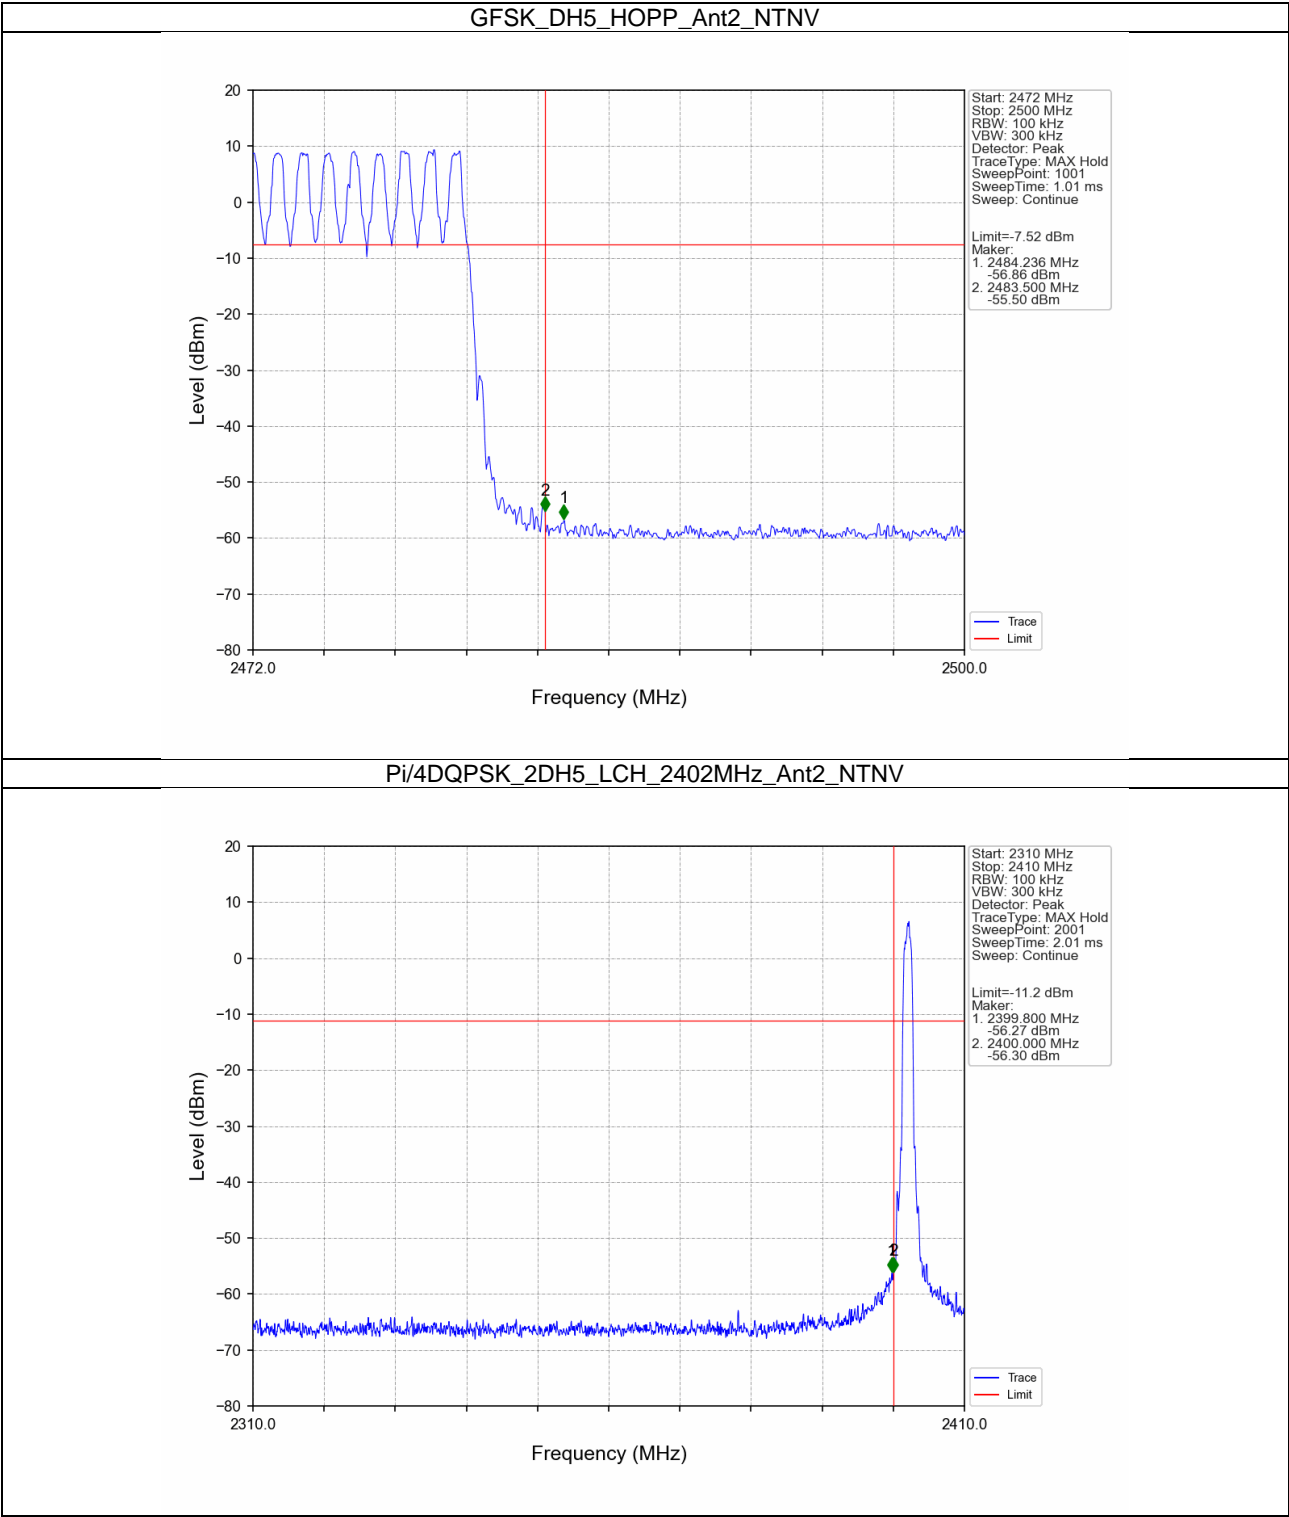 GFSK_DH5_HOPP_Ant2_NTNV
20
10
0
−10
−20
−30
−40
−50
−60
−70
−80
Level (dBm)
2472.0
2500.0
Frequency (MHz)
2
1
Start: 2472 MHz
Stop: 2500 MHz
RBW: 100 kHz
VBW: 300 kHz
Detector: Peak
TraceType: MAX Hold
SweepPoint: 1001
SweepTime: 1.01 ms
Sweep: Continue
Limit=-7.52 dBm
Maker:
1. 2484.236 MHz
-56.86 dBm
2. 2483.500 MHz
-55.50 dBm
Trace
Limit
Pi/4DQPSK_2DH5_LCH_2402MHz_Ant2_NTNV
20
10
0
−10
−20
−30
−40
−50
−60
−70
−80
Level (dBm)
2310.0
2410.0
Frequency (MHz)
1
2
Start: 2310 MHz
Stop: 2410 MHz
RBW: 100 kHz
VBW: 300 kHz
Detector: Peak
TraceType: MAX Hold
SweepPoint: 2001
SweepTime: 2.01 ms
Sweep: Continue
Limit=-11.2 dBm
Maker:
1. 2399.800 MHz
-56.27 dBm
2. 2400.000 MHz
-56.30 dBm
Trace
Limit